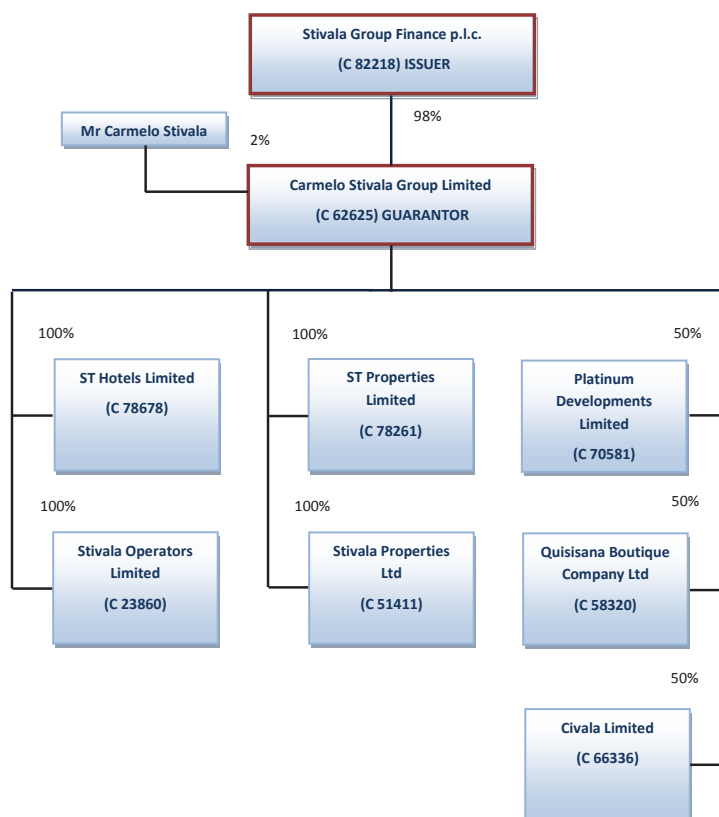 Stivala Group Finance p.l.c.
(C 82218) ISSUER
98%
Mr Carmelo Stivala
2%
Carmelo Stivala Group Limited
(C 62625) GUARANTOR
100%
100%
50%
ST Hotels Limited
(C 78678)
ST Properties
Limited
(C 78261)
Platinum
Developments
Limited
(C 70581)
100%
100%
50%
Stivala Operators
Limited
(C 23860)
Stivala Properties
Ltd
(C 51411)
Quisisana Boutique
Company Ltd
(C 58320)
50%
Civala Limited
(C 66336)